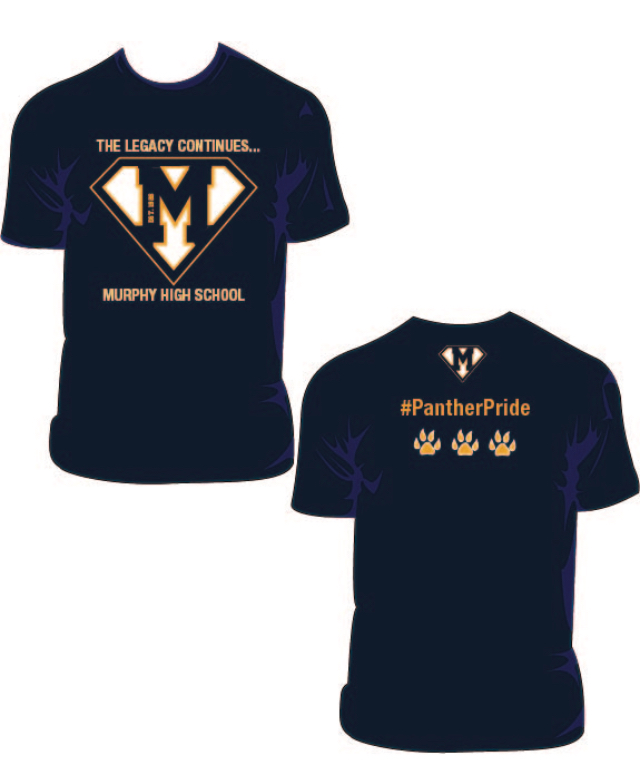 THE LEGACY CONTINUES...
M
MURPHY HIGH SCHOOL
M
#PantherPride